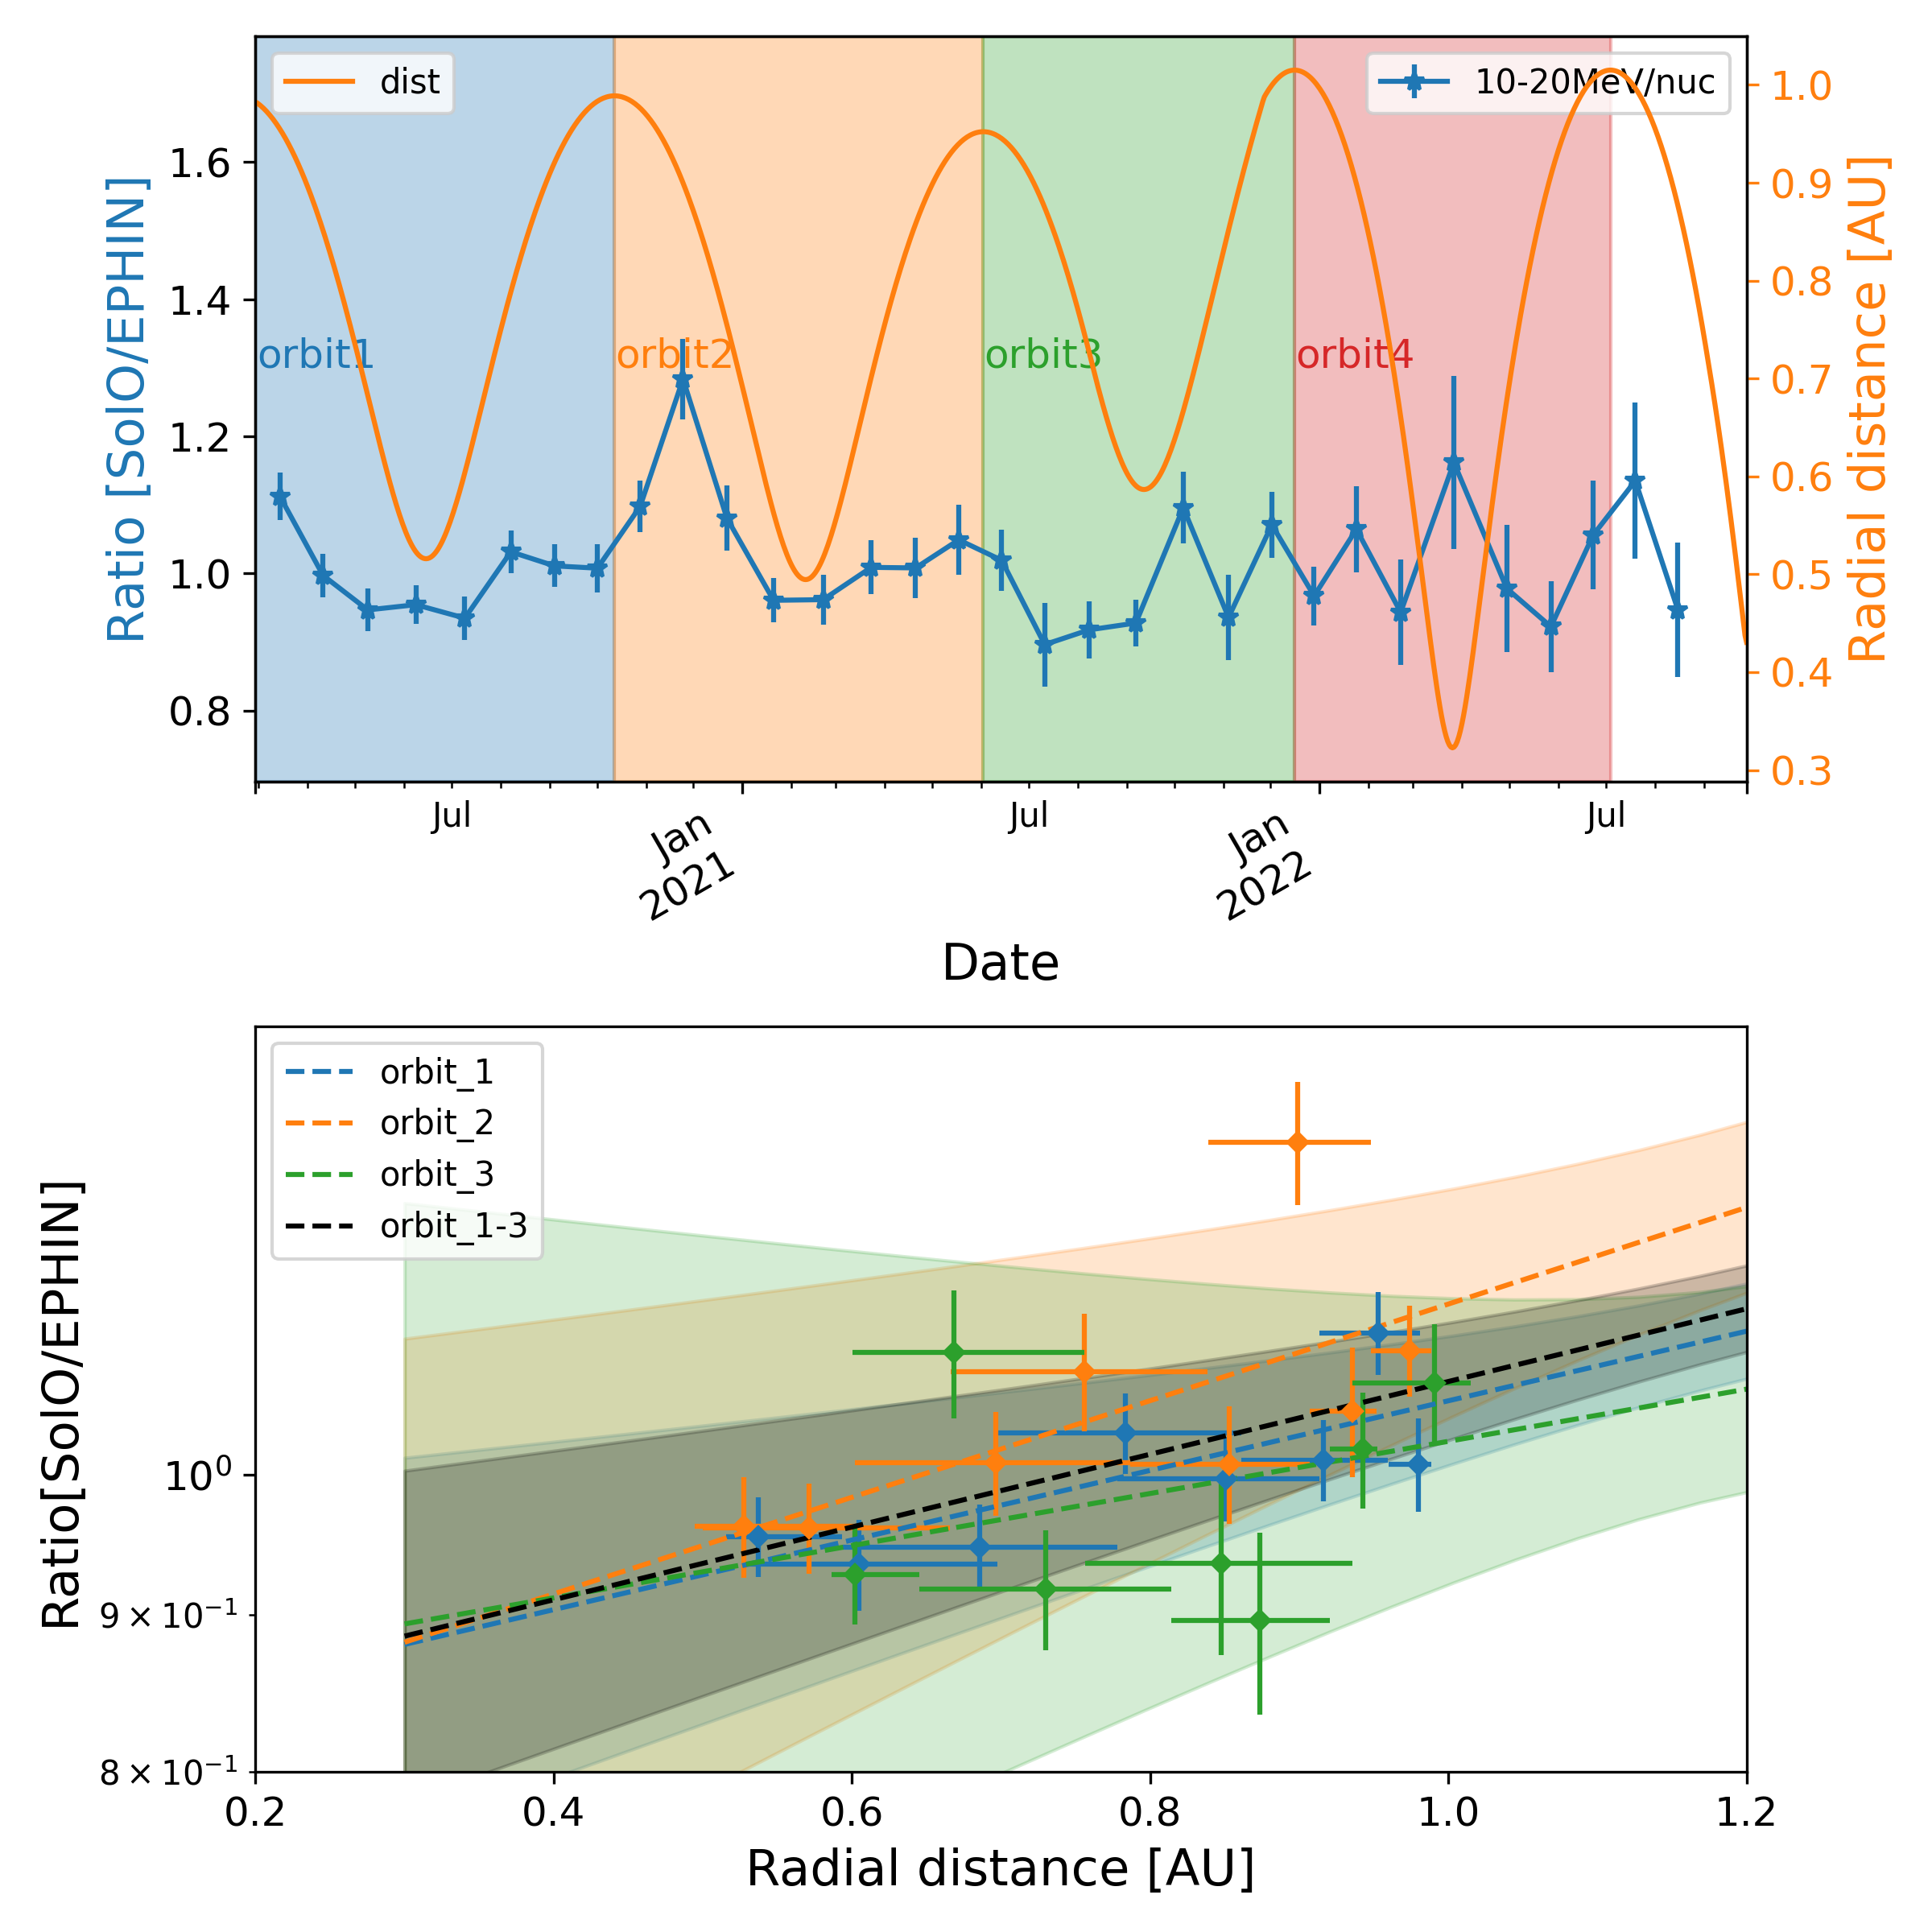 dist
10-20MeV/nuc
Ratio [SolO/EPHIN]
1.6
1.4
1.2
1.0
0.8
orbit1
orbit2
orbit3
orbit4
1.0
0.9
0.8
0.7
0.6
0.5
0.4
0.3
Radial distance [AU]
Jul
Jan
2021
Jul
Jan
2022
Jul
Date
orbit_1
orbit_2
orbit_3
orbit_1-3
Ratio[SolO/EPHIN]
10⁰
9 × 10⁻¹
8 × 10⁻¹
0.2
0.4
0.6
0.8
1.0
1.2
Radial distance [AU]